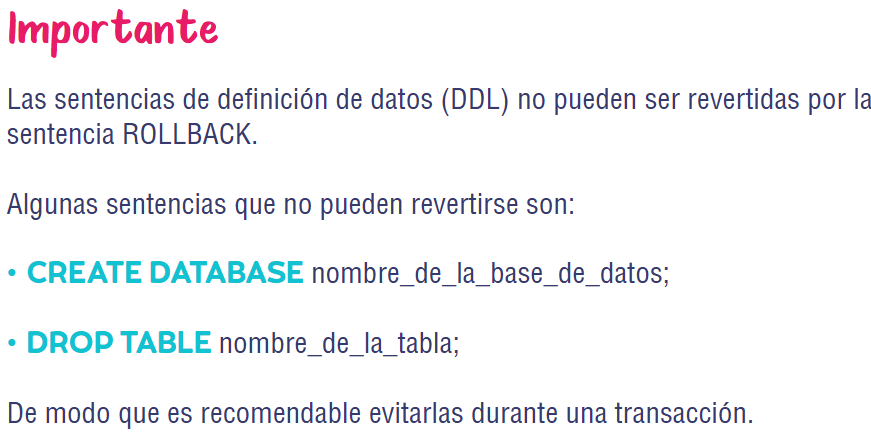 Importante
Las sentencias de definición de datos (DDL) no pueden ser revertidas por la
sentencia ROLLBACK.
Algunas sentencias que no pueden revertirse son:
• CREATE DATABASE nombre_de_la_base_de_datos;
• DROP TABLE nombre_de_la_tabla;
De modo que es recomendable evitarlas durante una transacción.